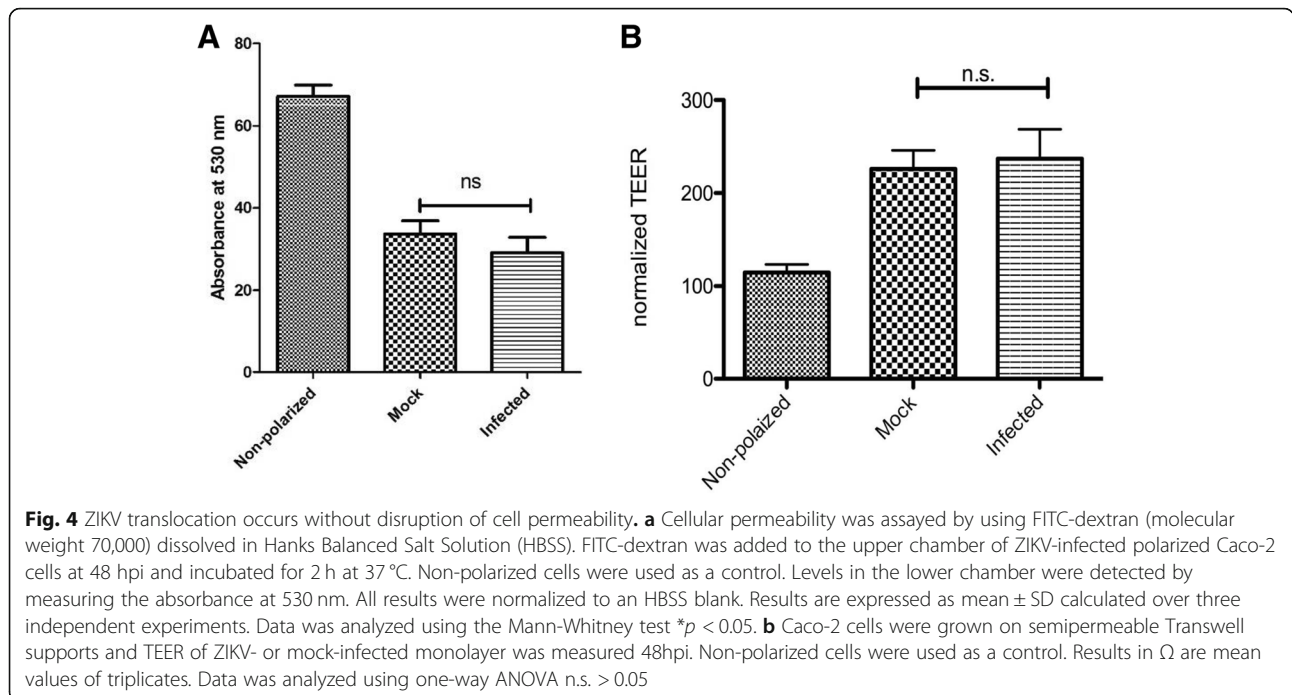 A
B
80
60
40
20
0
Absorbance at 530 nm
ns
Non-polarized
Mock
Infected
300
200
100
0
normalized TEER
n.s.
Non-polaized
Mock
Infected
Fig. 4 ZIKV translocation occurs without disruption of cell permeability. a Cellular permeability was assayed by using FITC-dextran (molecular
weight 70,000) dissolved in Hanks Balanced Salt Solution (HBSS). FITC-dextran was added to the upper chamber of ZIKV-infected polarized Caco-2
cells at 48 hpi and incubated for 2 h at 37 °C. Non-polarized cells were used as a control. Levels in the lower chamber were detected by
measuring the absorbance at 530 nm. All results were normalized to an HBSS blank. Results are expressed as mean ± SD calculated over three
independent experiments. Data was analyzed using the Mann-Whitney test *p < 0.05. b Caco-2 cells were grown on semipermeable Transwell
supports and TEER of ZIKV- or mock-infected monolayer was measured 48hpi. Non-polarized cells were used as a control. Results in Ω are mean
values of triplicates. Data was analyzed using one-way ANOVA n.s. > 0.05